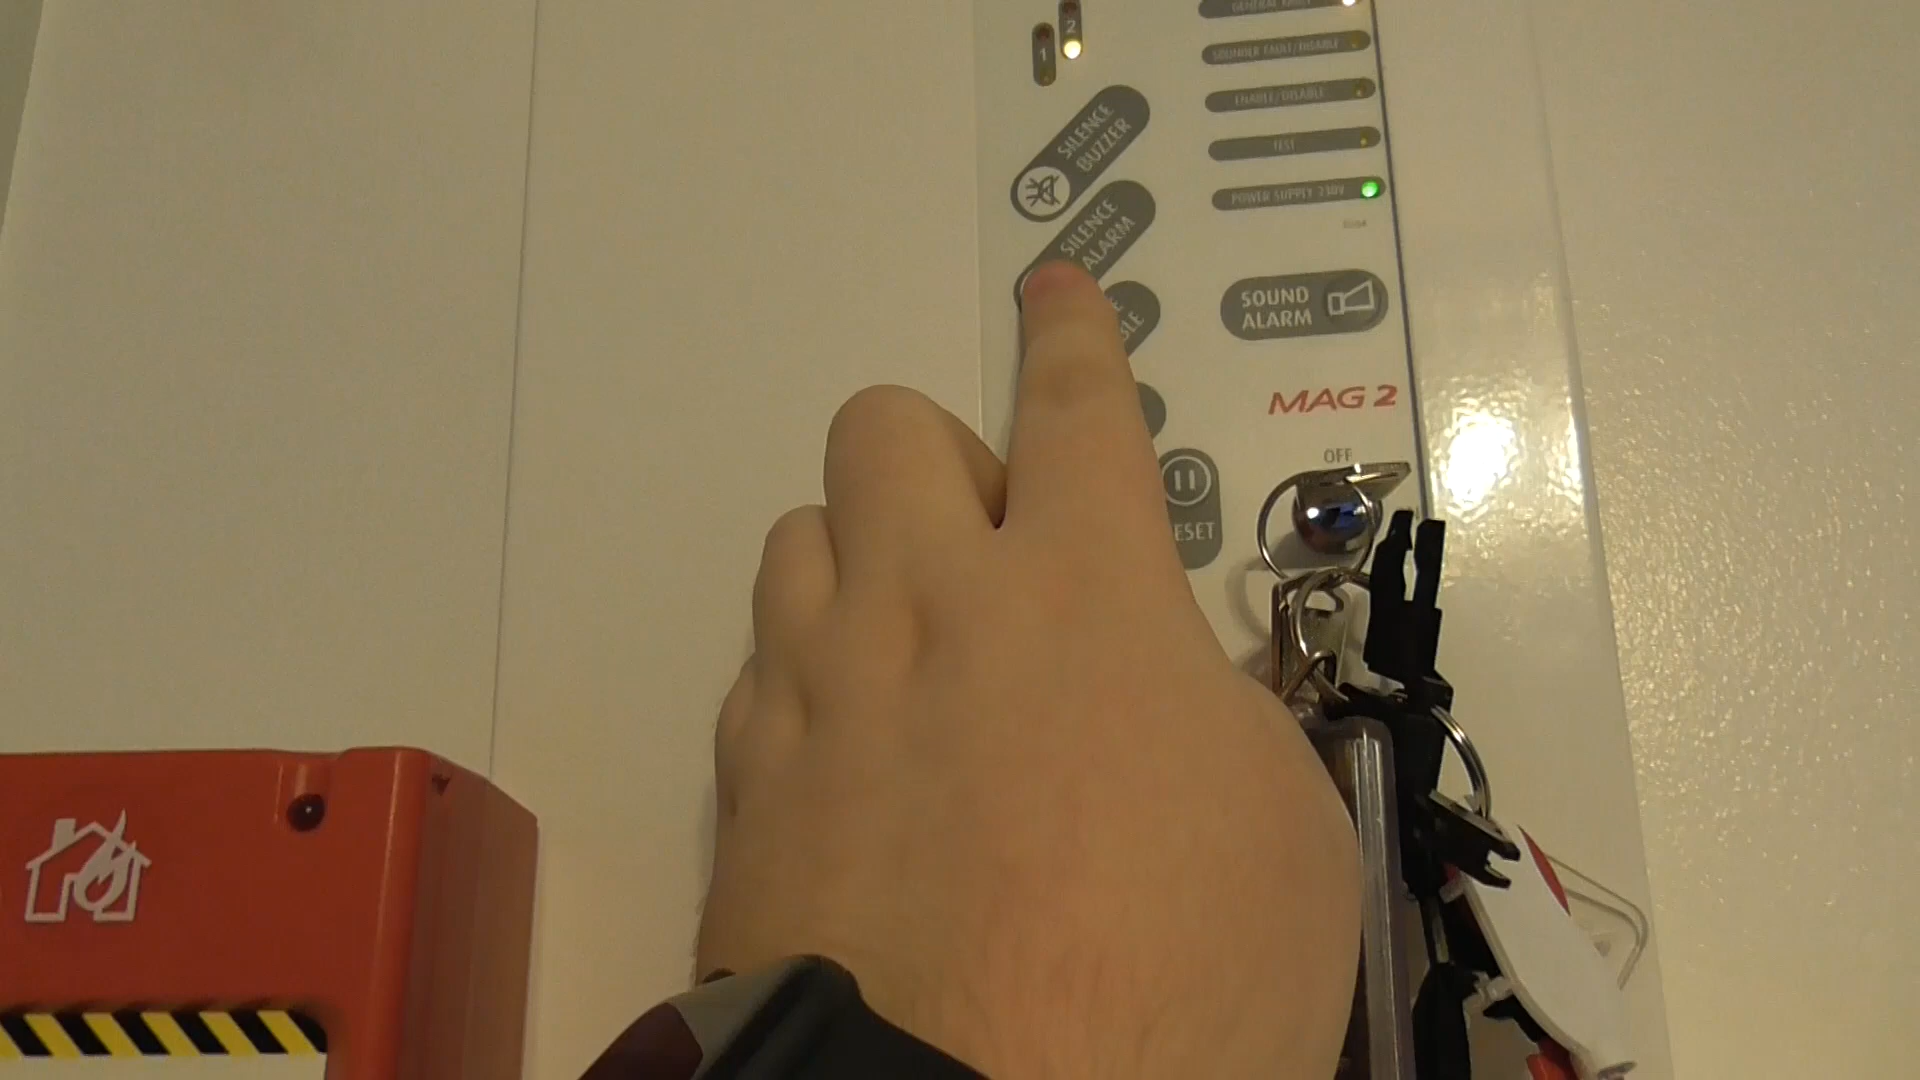 GENERAL FAULT
2
1
SOUNDER FAULT/DISABLE
ENABLE/DISABLE
SILENCE
BUZZER
TEST
POWER SUPPLY 230V
SILENCE
ALARM
SOUND
ALARM
MAG 2
OFF
ESET